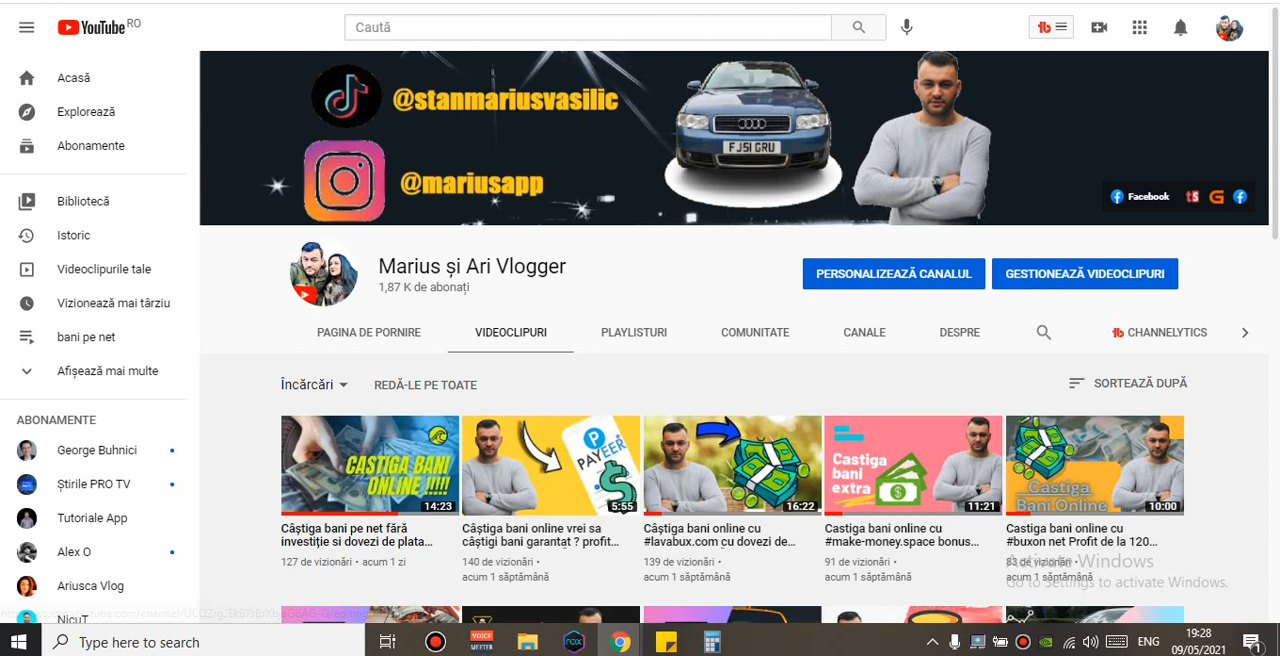 YouTube RO
Caută
Acasă
Explorează
Abonamente
Bibliotecă
Istoric
Videoclipurile tale
Vizionează mai târziu
bani pe net
Afișează mai multe
ABONAMENTE
George Buhnici
Știrile PRO TV
Tutoriale App
Alex O
Ariusca Vlog
NicuT
@stanmariusvasilic
@mariusapp
FJ51 GRU
Facebook
Marius și Ari Vlogger
1,87 K de abonați
PERSONALIZEAZĂ CANALUL
GESTIONEAZĂ VIDEOCLIPURI
PAGINA DE PORNIRE
VIDEOCLIPURI
PLAYLISTURI
COMUNITATE
CANALE
DESPRE
CHANNELYTICS
Încărcări
REDĂ-LE PE TOATE
SORTEAZĂ DUPĂ
CASTIGA BANI
ONLINE !!!!!
14:23
Câștiga bani pe net fără
investiție si dovezi de plata...
127 de vizionări • acum 1 zi
PAYEER
5:55
Câștiga bani online vrei sa
câștigi bani garantat ? profit...
140 de vizionări •
acum 1 săptămână
16:22
Câștiga bani online cu
#lavabux.com cu dovezi de...
139 de vizionări •
acum 1 săptămână
Castiga
bani
extra
11:21
Castiga bani online cu
#make-money.space bonus...
91 de vizionări •
acum 1 săptămână
Castiga
Bani Online
10:00
Castiga bani online cu
#buxon net Profit de la 120...
83 de vizionări •
acum 1 săptămână
Activate Windows
Go to Settings to activate Windows.
Type here to search
VOICE
MEETER
nox
ENG
19:28
09/05/2021
1